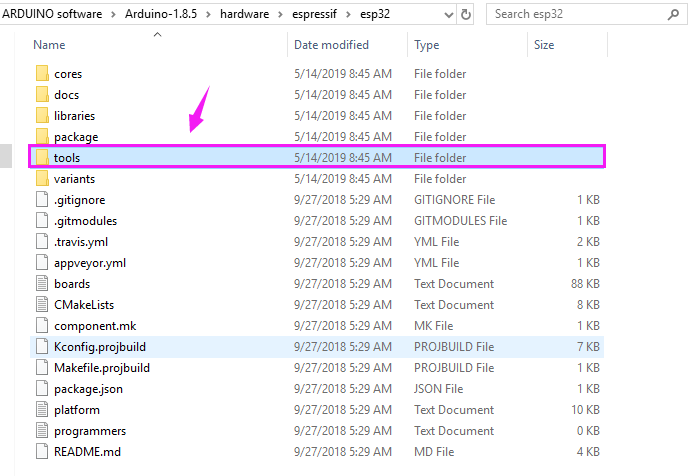 ARDUINO software > Arduino-1.8.5 > hardware > espressif > esp32 Search esp32
Name Date modified Type Size
cores 5/14/2019 8:45 AM File folder
docs 5/14/2019 8:45 AM File folder
libraries 5/14/2019 8:45 AM File folder
package 5/14/2019 8:45 AM File folder
tools 5/14/2019 8:45 AM File folder
variants 5/14/2019 8:45 AM File folder
.gitignore 9/27/2018 5:29 AM GITIGNORE File 1 KB
.gitmodules 9/27/2018 5:29 AM GITMODULES File 1 KB
.travis.yml 9/27/2018 5:29 AM YML File 2 KB
appveyor.yml 9/27/2018 5:29 AM YML File 1 KB
boards 9/27/2018 5:29 AM Text Document 88 KB
CMakeLists 9/27/2018 5:29 AM Text Document 8 KB
component.mk 9/27/2018 5:29 AM MK File 1 KB
Kconfig.projbuild 9/27/2018 5:29 AM PROJBUILD File 7 KB
Makefile.projbuild 9/27/2018 5:29 AM PROJBUILD File 1 KB
package.json 9/27/2018 5:29 AM JSON File 1 KB
platform 9/27/2018 5:29 AM Text Document 10 KB
programmers 9/27/2018 5:29 AM Text Document 0 KB
README.md 9/27/2018 5:29 AM MD File 4 KB